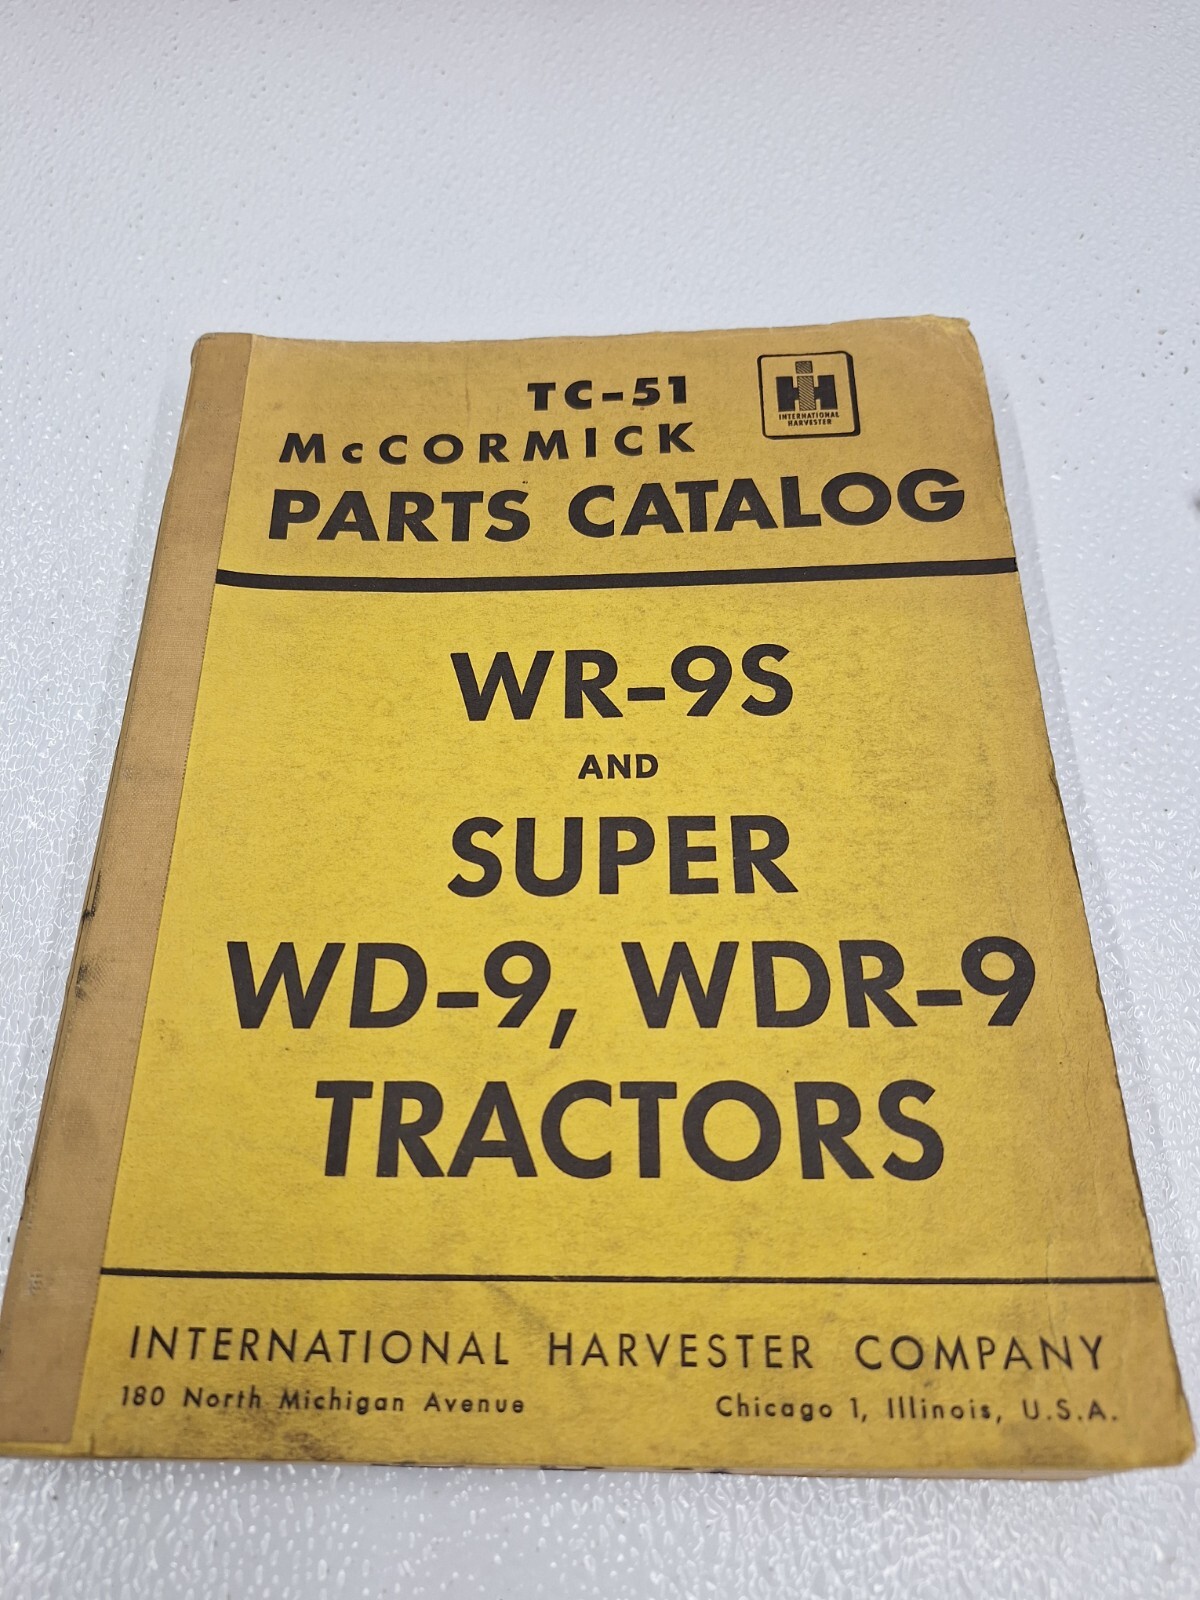 TC-51
IH
INTERNATIONAL
HARVESTER
McCORMICK
PARTS CATALOG
WR-9S
AND
SUPER
WD-9, WDR-9
TRACTORS
INTERNATIONAL HARVESTER COMPANY
180 North Michigan Avenue Chicago 1, Illinois, U.S.A.